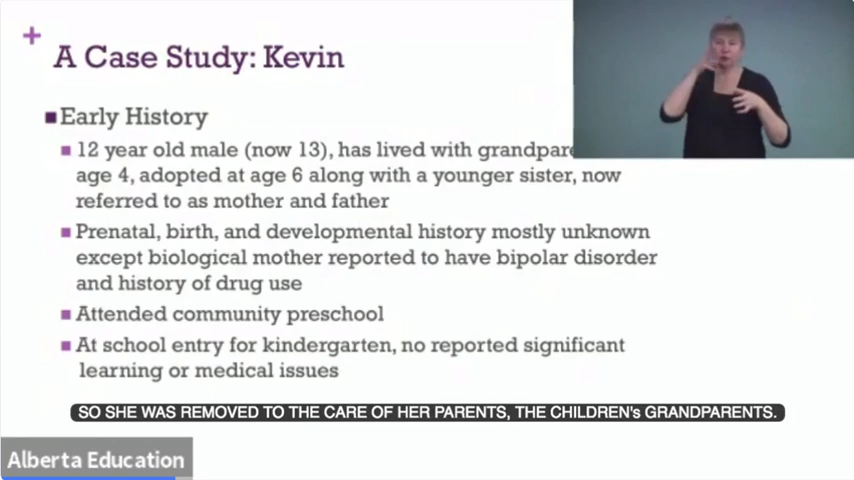 +
A Case Study: Kevin
Early History
12 year old male (now 13), has lived with
age 4, adopted at age 6 along with a younger sister, now
referred to as mother and father
Prenatal, birth, and developmental history mostly unknown
except biological mother reported to have bipolar disorder
and history of drug use
Attended community preschool
At school entry for kindergarten, no reported significant
learning or medical issues
SO SHE WAS REMOVED TO THE CARE OF HER PARENTS, THE CHILDREN's GRANDPARENTS.
Alberta Education